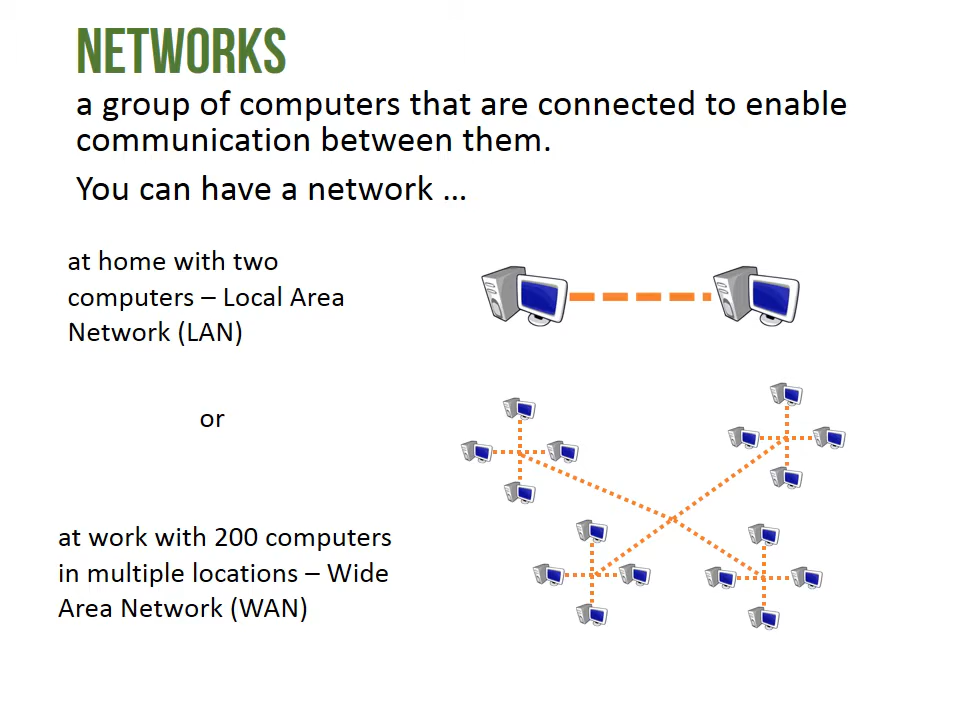 NETWORKS
a group of computers that are connected to enable
communication between them.
You can have a network …
at home with two
computers – Local Area
Network (LAN)
or
at work with 200 computers
in multiple locations – Wide
Area Network (WAN)